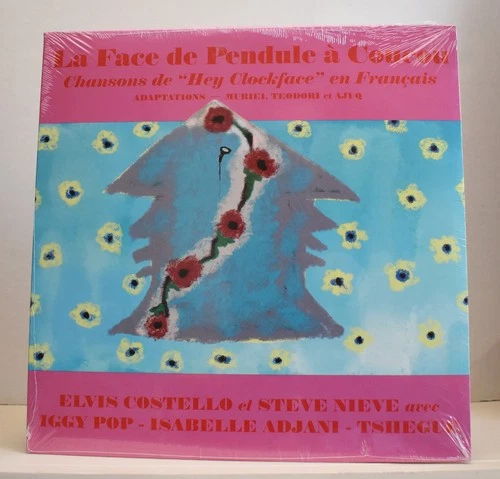 La Face de Pendule à Coucou
Chansons de "Hey Clockface" en Français
ADAPTATIONS — MURIEL TEODORI et AJUQ
ELVIS COSTELLO et STEVE NIEVE avec
IGGY POP - ISABELLE ADJANI - TSHEGUE